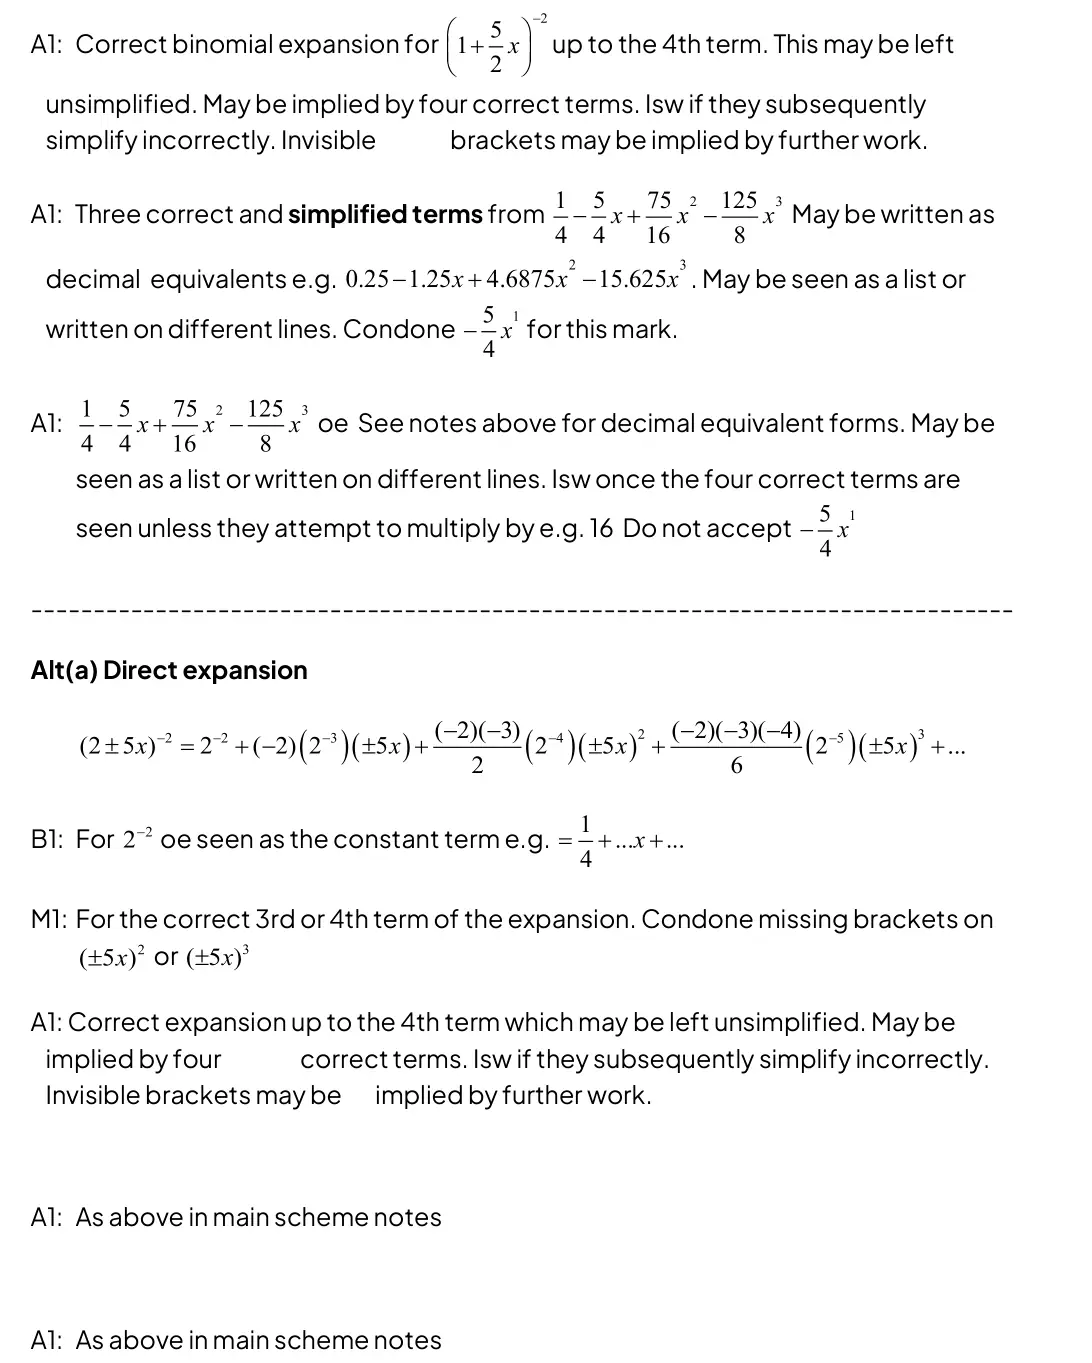 A1: Correct binomial expansion for (1+5/2 x)^−2 up to the 4th term. This may be left
unsimplified. May be implied by four correct terms. Isw if they subsequently
simplify incorrectly. Invisible brackets may be implied by further work.
A1: Three correct and simplified terms from 1/4 − 5/4 x + 75/16 x^2 − 125/8 x^3 May be written as
decimal equivalents e.g. 0.25−1.25x+4.6875x^2 −15.625x^3. May be seen as a list or
written on different lines. Condone −5/4 x^1 for this mark.
A1: 1/4 − 5/4 x + 75/16 x^2 − 125/8 x^3 oe See notes above for decimal equivalent forms. May be
seen as a list or written on different lines. Isw once the four correct terms are
seen unless they attempt to multiply by e.g. 16 Do not accept −5/4 x^1
--------------------------------------------------------------------------------
Alt(a) Direct expansion
(2±5x)^−2 = 2^−2 +(−2)(2^−3)(±5x)+ (−2)(−3)/2 (2^−4)(±5x)^2 + (−2)(−3)(−4)/6 (2^−5)(±5x)^3 +...
B1: For 2^−2 oe seen as the constant term e.g. = 1/4 +...x+...
M1: For the correct 3rd or 4th term of the expansion. Condone missing brackets on
(±5x)^2 or (±5x)^3
A1: Correct expansion up to the 4th term which may be left unsimplified. May be
implied by four correct terms. Isw if they subsequently simplify incorrectly.
Invisible brackets may be implied by further work.
A1: As above in main scheme notes
A1: As above in main scheme notes